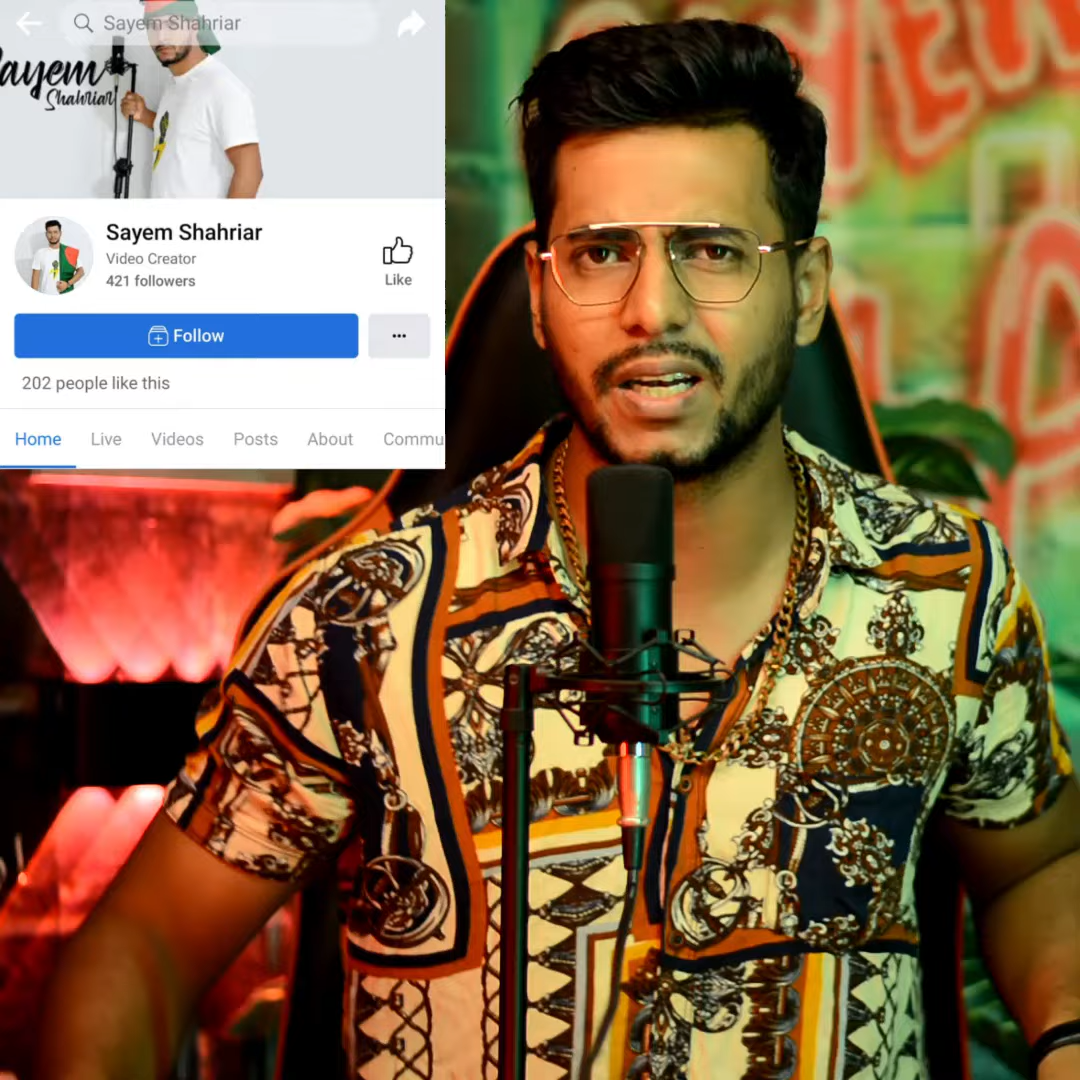 Sayem Shahriar
Sayem
Shahriar
Sayem Shahriar
Video Creator
421 followers
Like
Follow
202 people like this
Home Live Videos Posts About Commu